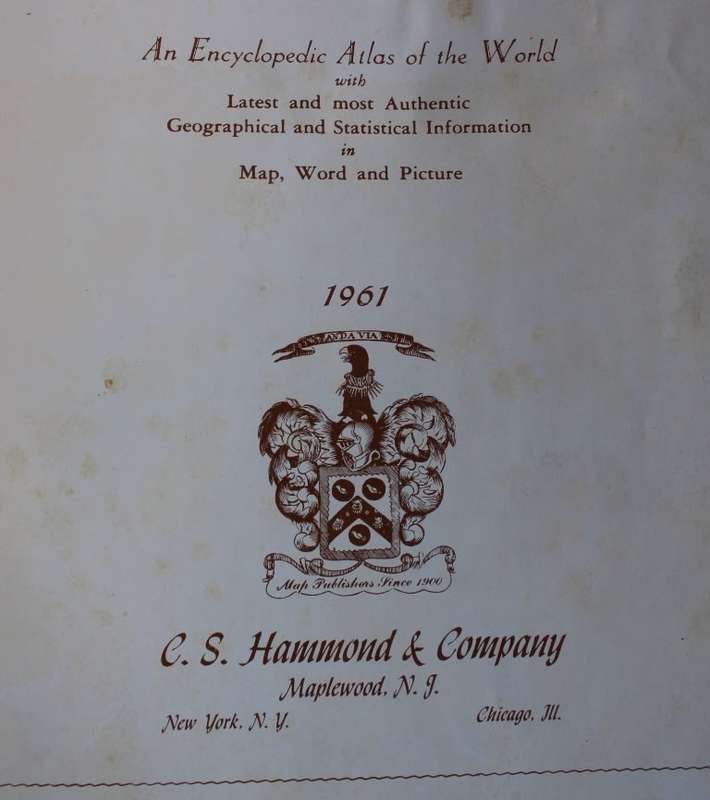 An Encyclopedic Atlas of the World
with
Latest and most Authentic
Geographical and Statistical Information
in
Map, Word and Picture
1961
VIA
Map Publishers Since 1900
C. S. Hammond & Company
Maplewood, N. J.
New York, N. Y.
Chicago, Ill.